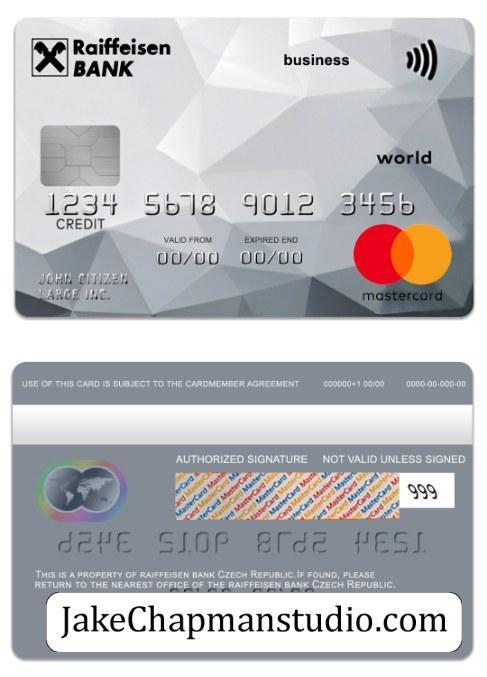 Raiffeisen
BANK
business
world
1234 5678 9012 3456
CREDIT
VALID FROM EXPIRED END
00/00 00/00
JOHN CITIZEN
LARGE INC.
mastercard
USE OF THIS CARD IS SUBJECT TO THE CARDMEMBER AGREEMENT 000000+1 00/00 0000-00-000-00
AUTHORIZED SIGNATURE NOT VALID UNLESS SIGNED
MasterCard MasterCard MasterCard
999
THIS IS A PROPERTY OF RAIFFEISEN BANK CZECH REPUBLIC.IF FOUND, PLEASE
RETURN TO THE NEAREST OFFICE OF THE RAIFFEISEN BANK CZECH REPUBLIC.
JakeChapmanstudio.com